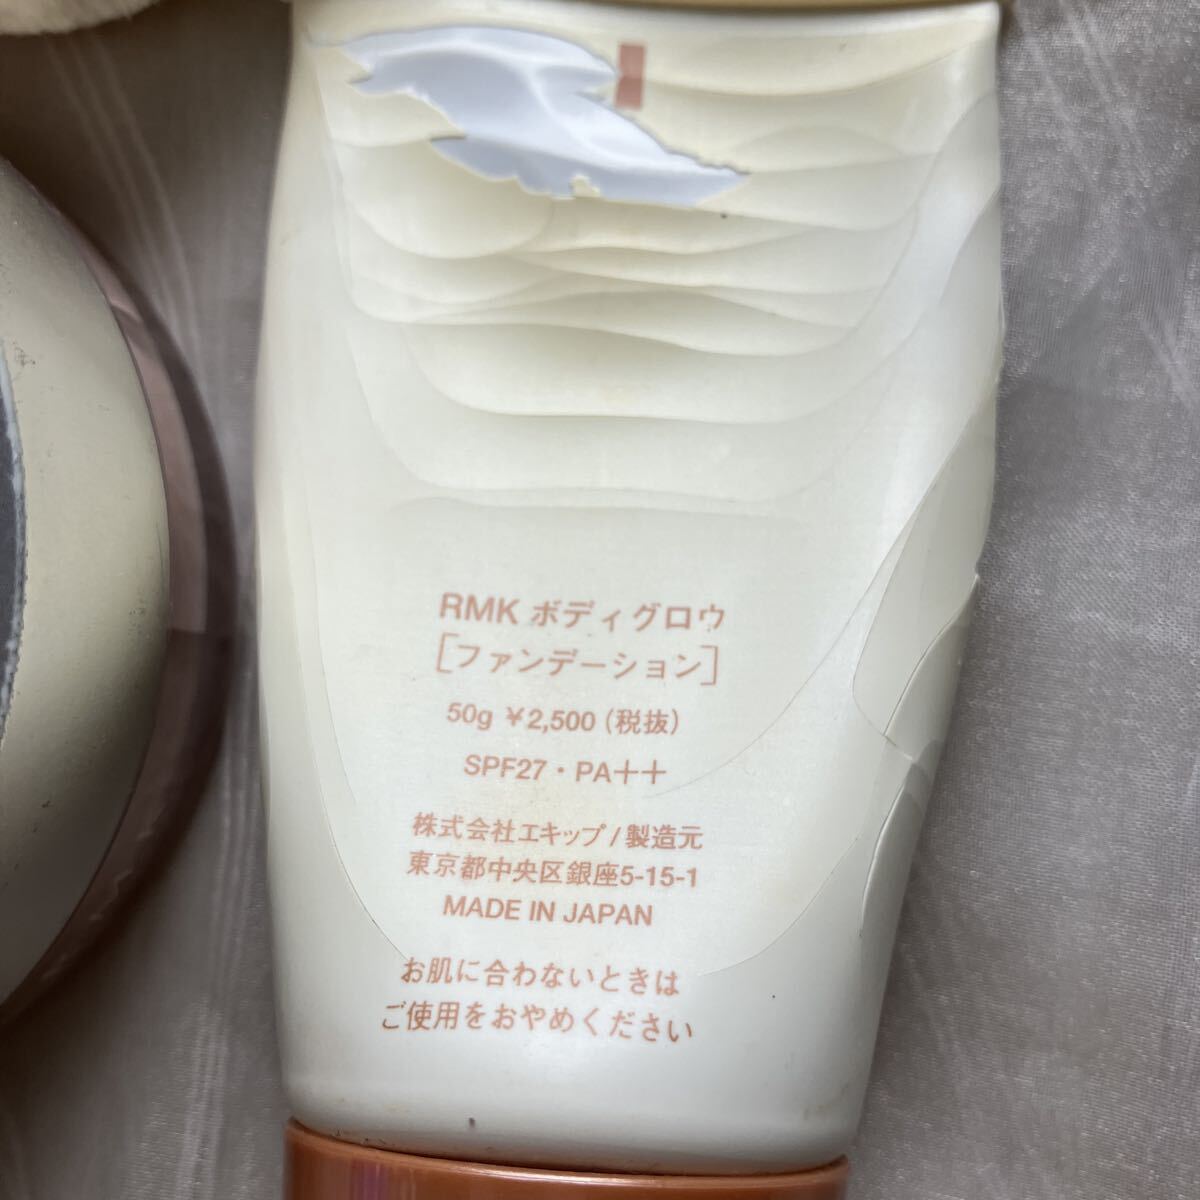 RMK ボディグロウ
[ファンデーション]
50g ¥2,500 (税抜)
SPF27・PA++
株式会社エキップ/製造元
東京都中央区銀座5-15-1
MADE IN JAPAN
お肌に合わないときは
ご使用をおやめください